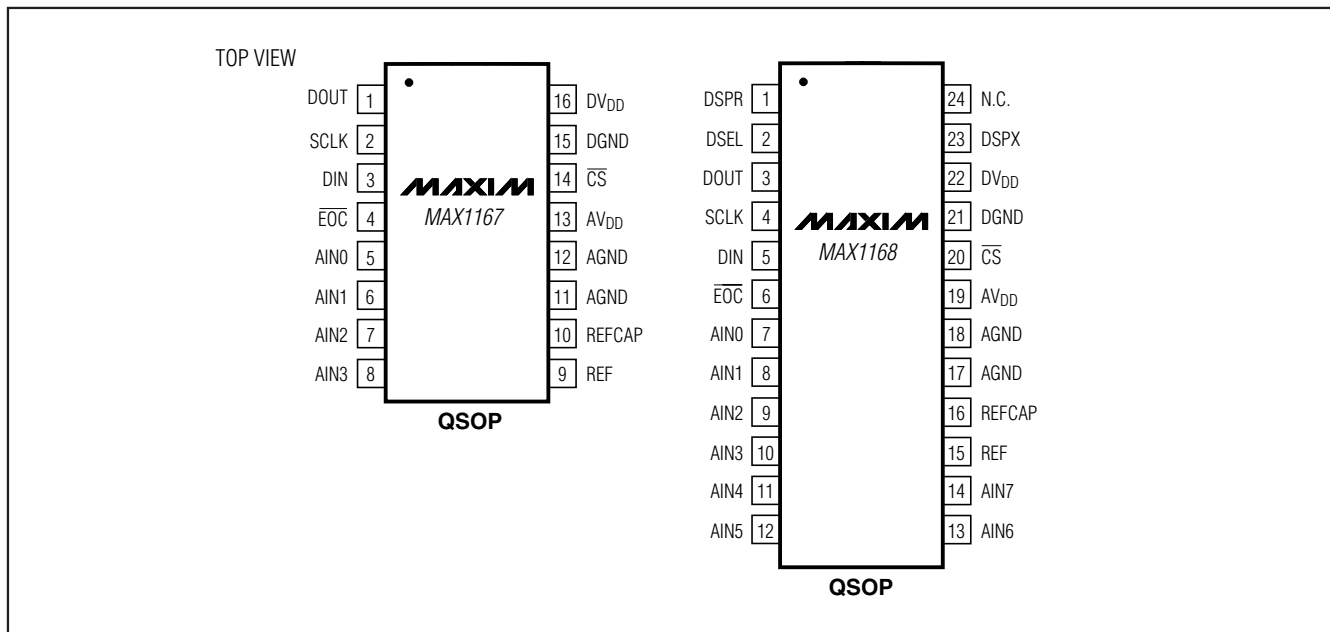 TOP VIEW
DOUT 1
SCLK 2
DIN 3
E̅O̅C̅ 4
AIN0 5
AIN1 6
AIN2 7
AIN3 8
16 DVDD
15 DGND
14 C̅S̅
13 AVDD
12 AGND
11 AGND
10 REFCAP
9 REF
MAXIM
MAX1167
QSOP
DSPR 1
DSEL 2
DOUT 3
SCLK 4
DIN 5
E̅O̅C̅ 6
AIN0 7
AIN1 8
AIN2 9
AIN3 10
AIN4 11
AIN5 12
24 N.C.
23 DSPX
22 DVDD
21 DGND
20 C̅S̅
19 AVDD
18 AGND
17 AGND
16 REFCAP
15 REF
14 AIN7
13 AIN6
MAXIM
MAX1168
QSOP